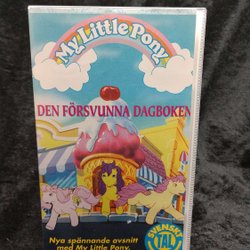 My Little Pony
DEN FÖRSVUNNA DAGBOKEN
Nya spännande avsnitt
med My Little Pony.
SVENSKT
TAL